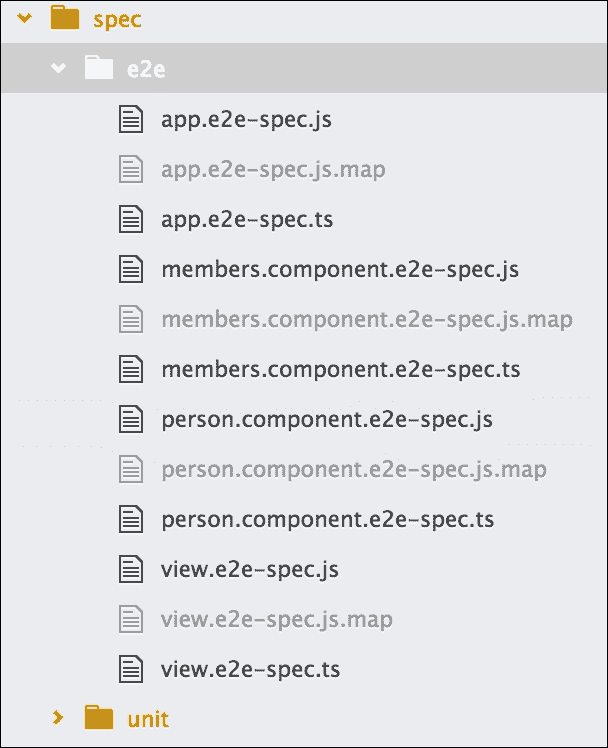 spec
e2e
app.e2e-spec.js
app.e2e-spec.js.map
app.e2e-spec.ts
members.component.e2e-spec.js
members.component.e2e-spec.js.map
members.component.e2e-spec.ts
person.component.e2e-spec.js
person.component.e2e-spec.js.map
person.component.e2e-spec.ts
view.e2e-spec.js
view.e2e-spec.js.map
view.e2e-spec.ts
unit